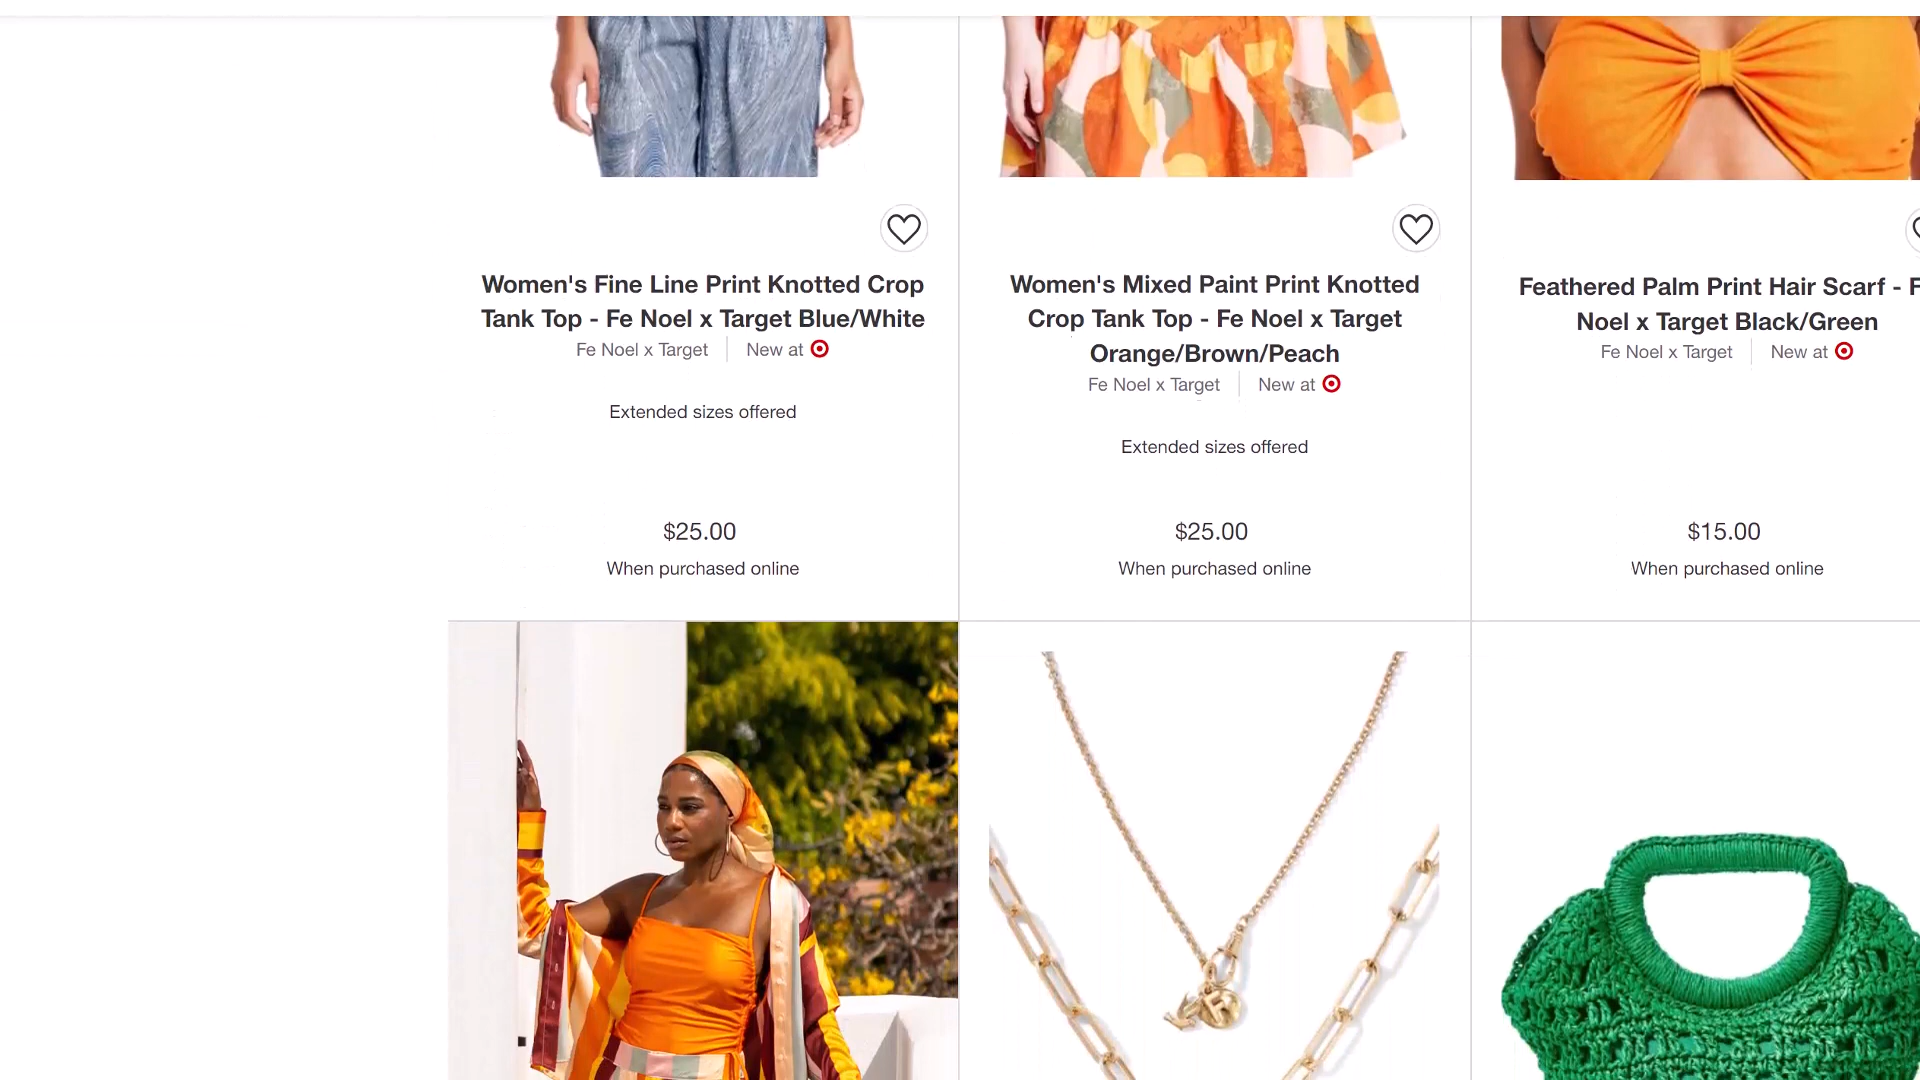 Women's Fine Line Print Knotted Crop
Tank Top - Fe Noel x Target Blue/White
Fe Noel x Target
New at
Extended sizes offered
$25.00
When purchased online
Women's Mixed Paint Print Knotted
Crop Tank Top - Fe Noel x Target
Orange/Brown/Peach
Fe Noel x Target
New at
Extended sizes offered
$25.00
When purchased online
Feathered Palm Print Hair Scarf - F
Noel x Target Black/Green
Fe Noel x Target
New at
$15.00
When purchased online